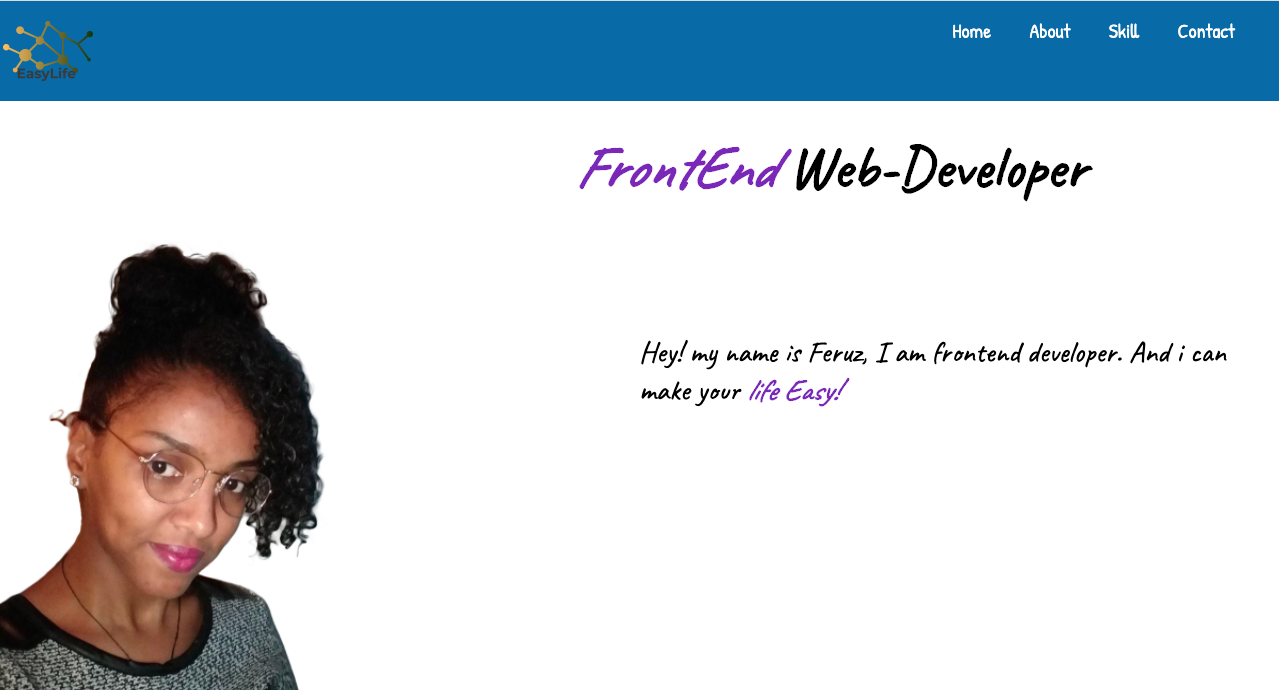 EasyLife
Home About Skill Contact
FrontEnd Web-Developer
Hey! my name is Feruz, I am frontend developer. And i can
make your life Easy!